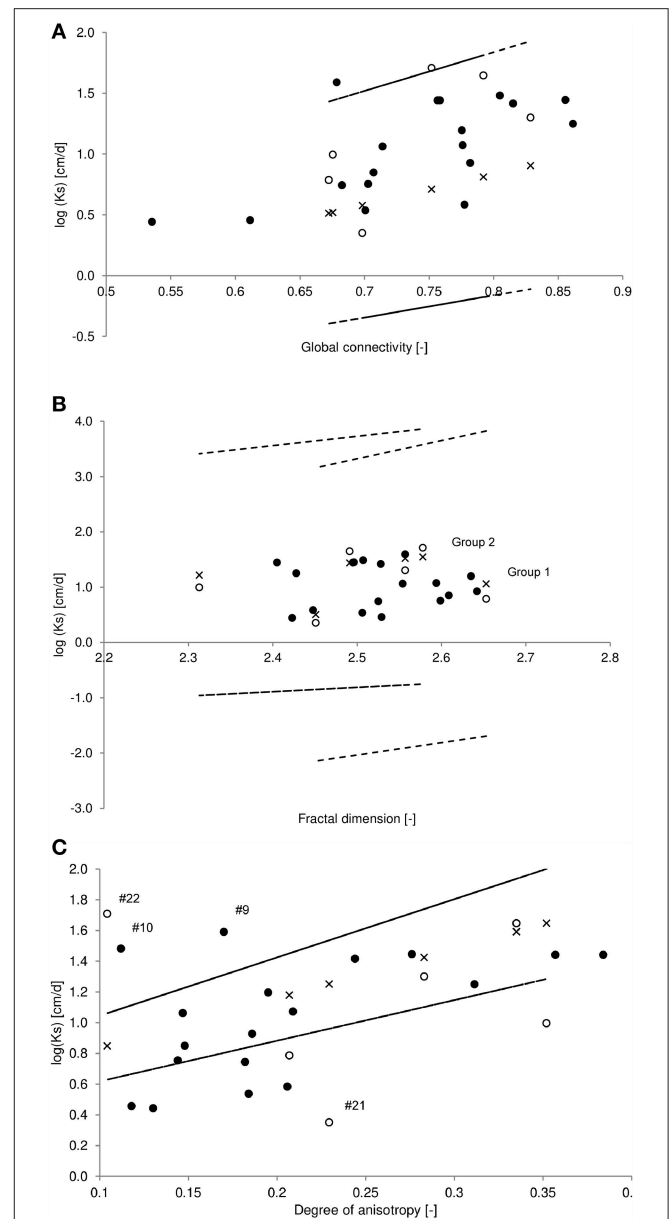 A
2.0
1.5
1.0
0.5
0.0
-0.5
log (Ks) [cm/d]
0.5 0.55 0.6 0.65 0.7 0.75 0.8 0.85 0.9
Global connectivity [-]
B
4.0
3.0
2.0
1.0
0.0
-1.0
-2.0
-3.0
log (Ks) [cm/d]
Group 2
Group 1
2.2 2.3 2.4 2.5 2.6 2.7 2.8
Fractal dimension [-]
C
2.0
1.8
1.6
1.4
1.2
1.0
0.8
0.6
0.4
0.2
0.0
log(Ks) [cm/d]
#22
#10
#9
#21
0.1 0.15 0.2 0.25 0.3 0.35 0.
Degree of anisotropy [-]